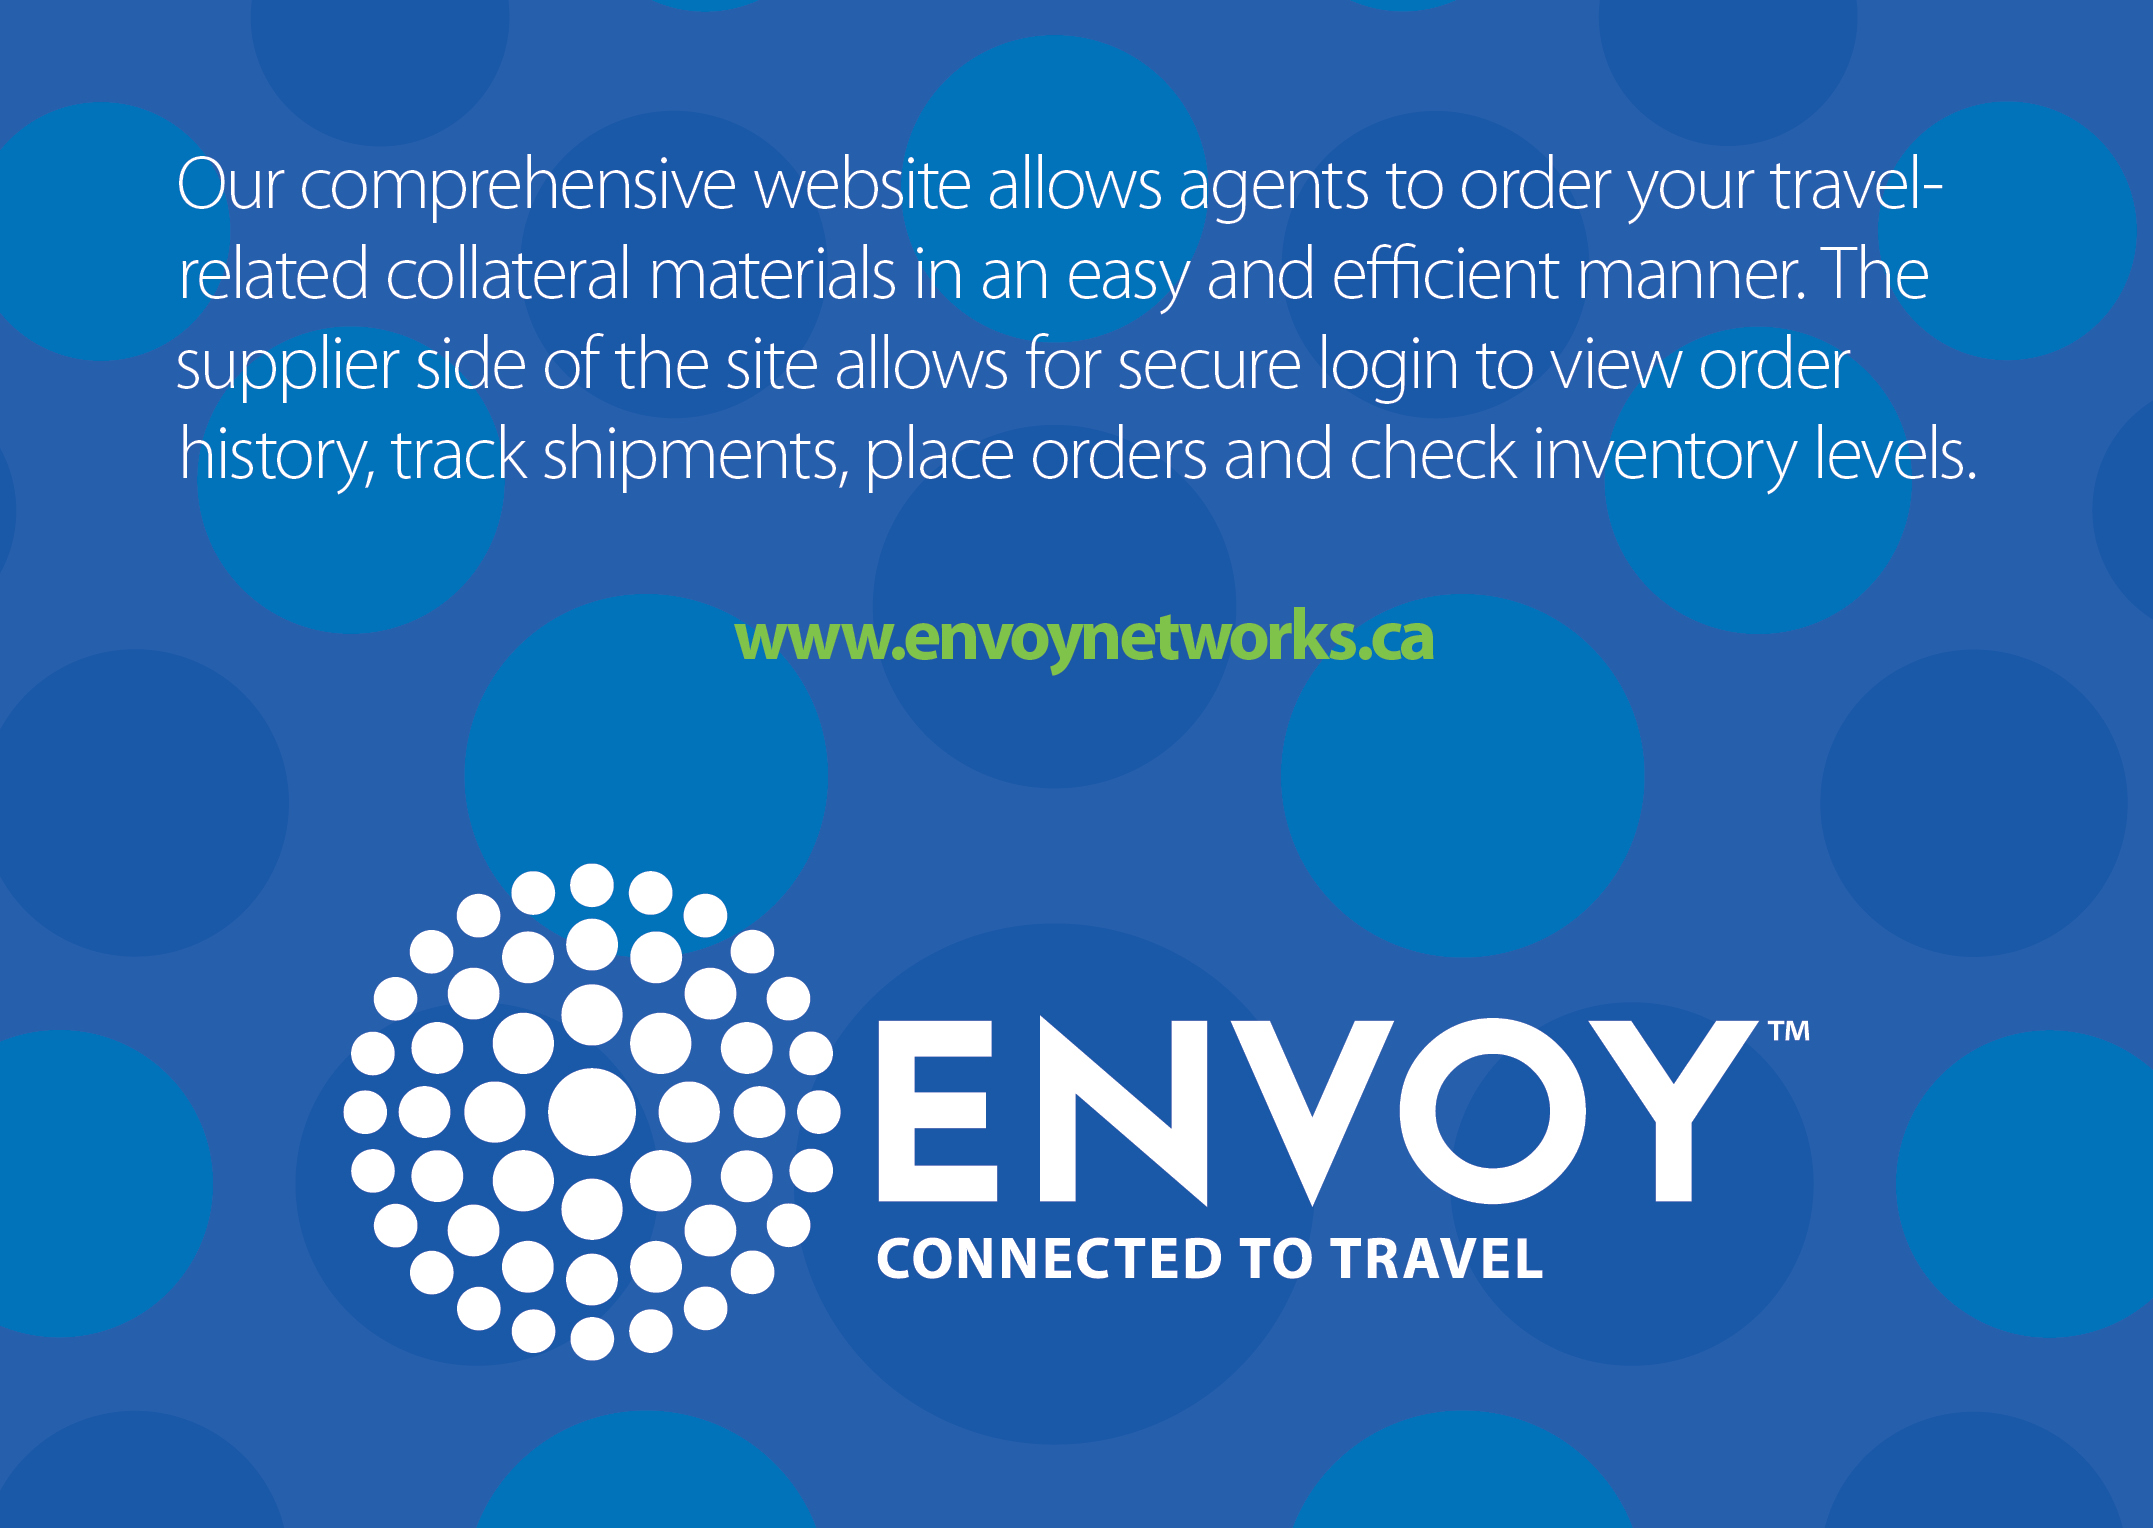 Our comprehensive website allows agents to order your travel-
related collateral materials in an easy and efficient manner. The
supplier side of the site allows for secure login to view order
history, track shipments, place orders and check inventory levels.
www.envoynetworks.ca
ENVOY™
CONNECTED TO TRAVEL